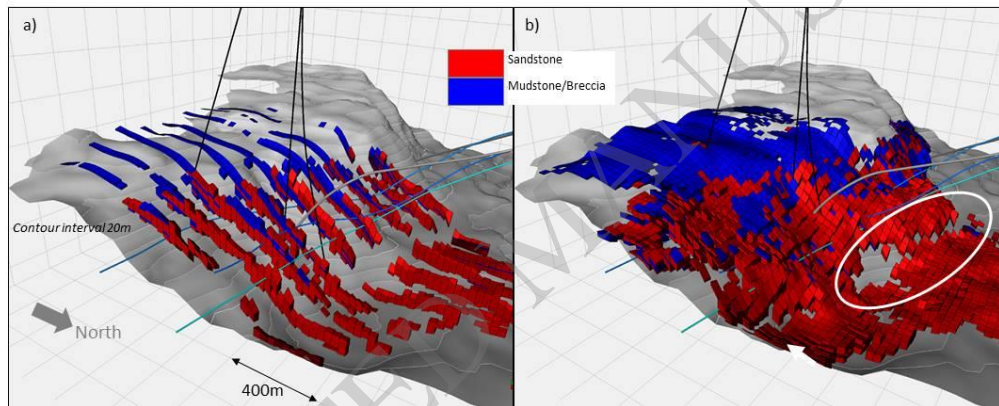 a)
b)
Sandstone
Mudstone/Breccia
Contour interval 20m
North
400m